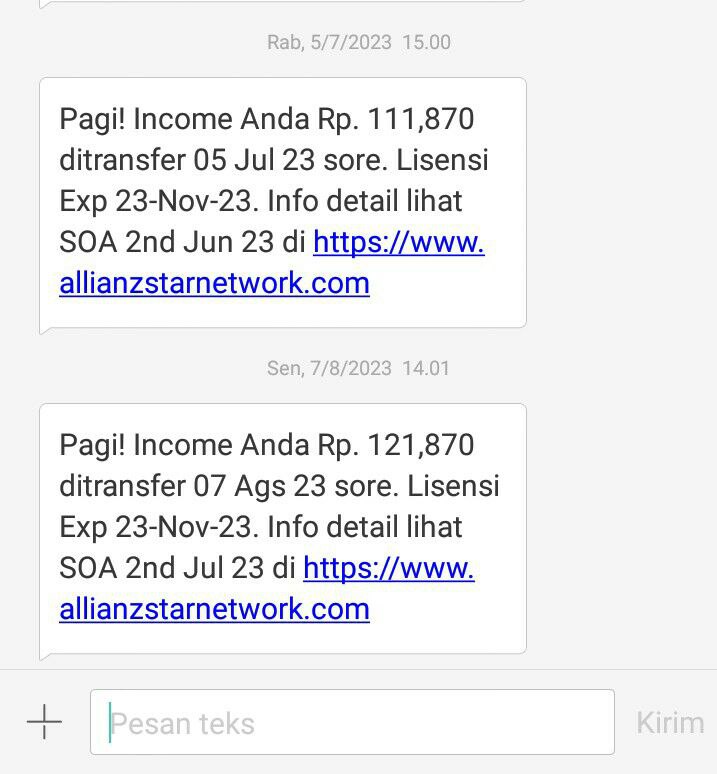 Rab, 5/7/2023 15.00
Pagi! Income Anda Rp. 111,870
ditransfer 05 Jul 23 sore. Lisensi
Exp 23-Nov-23. Info detail lihat
SOA 2nd Jun 23 di https://www.
allianzstarnetwork.com
Sen, 7/8/2023 14.01
Pagi! Income Anda Rp. 121,870
ditransfer 07 Ags 23 sore. Lisensi
Exp 23-Nov-23. Info detail lihat
SOA 2nd Jul 23 di https://www.
allianzstarnetwork.com
Pesan teks
Kirim